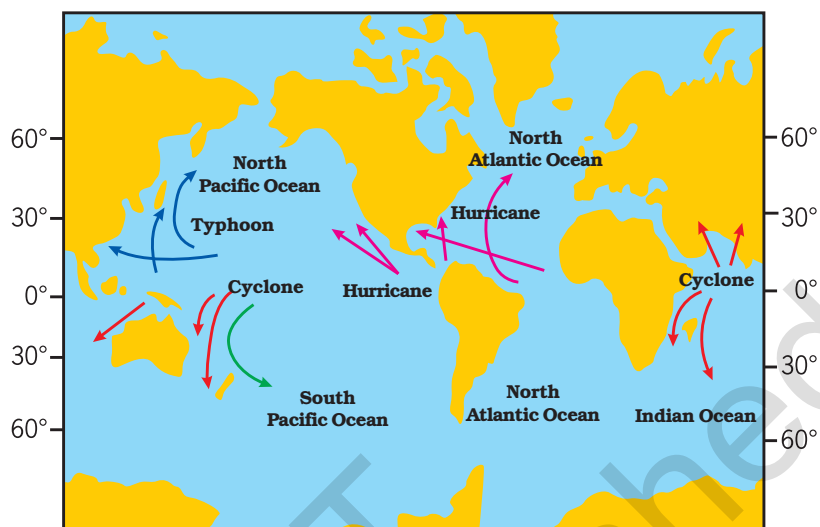 60°
30°
0°
30°
60°
North
Pacific Ocean
Typhoon
Cyclone
South
Pacific Ocean
North
Atlantic Ocean
Hurricane
Hurricane
North
Atlantic Ocean
Cyclone
Indian Ocean
60°
30°
0°
30°
60°